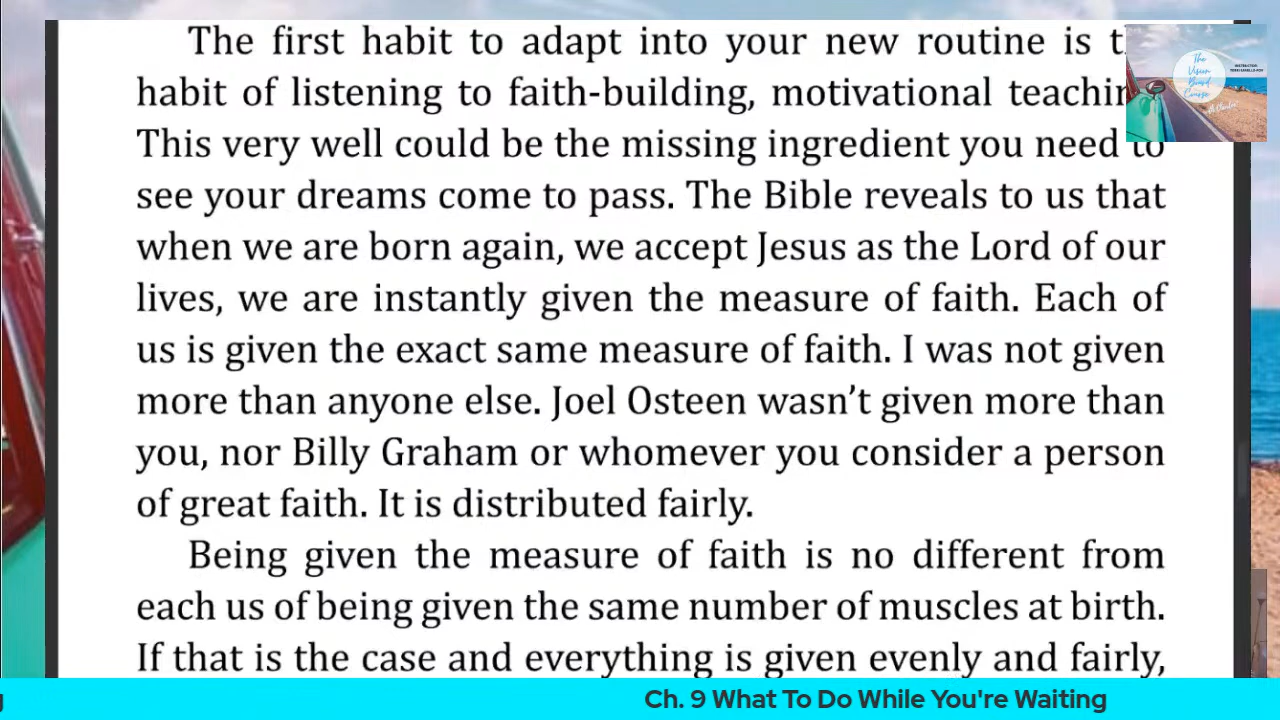 The first habit to adapt into your new routine is
habit of listening to faith-building, motivational
This very well could be the missing ingredient you need to
see your dreams come to pass. The Bible reveals to us that
when we are born again, we accept Jesus as the Lord of our
lives, we are instantly given the measure of faith. Each of
us is given the exact same measure of faith. I was not given
more than anyone else. Joel Osteen wasn’t given more than
you, nor Billy Graham or whomever you consider a person
of great faith. It is distributed fairly.
Being given the measure of faith is no different from
each us of being given the same number of muscles at birth.
If that is the case and everything is given evenly and fairly,
The
Vision
Board
Course
INSTRUCTOR
Ch. 9 What To Do While You're Waiting